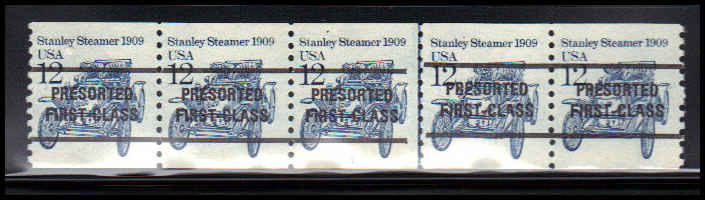 Stanley Steamer 1909 Stanley Steamer 1909 Stanley Steamer 1909 Stanley Steamer 1909 Stanley Steamer 1909
USA USA USA USA USA
12 12 12 12 12
PRESORTED PRESORTED PRESORTED PRESORTED PRESORTED
FIRST-CLASS FIRST-CLASS FIRST-CLASS FIRST-CLASS FIRST-CLASS